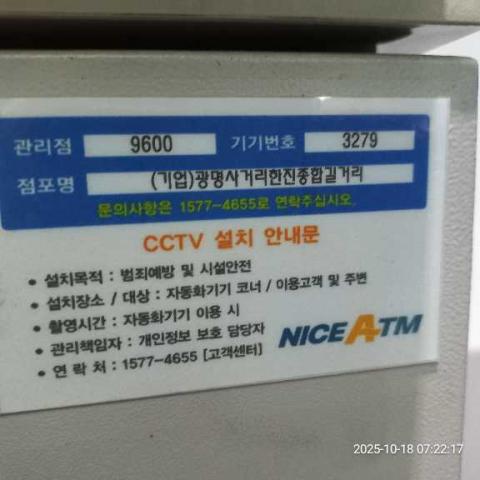 관리점 9600 기기번호 3279
점포명 (기업)광명사거리한진종합길거리
문의사항은 1577-4655로 연락주십시오.
CCTV 설치 안내문
• 설치목적 : 범죄예방 및 시설안전
• 설치장소 / 대상 : 자동화기기 코너 / 이용고객 및 주변
• 촬영시간 : 자동화기기 이용 시
• 관리책임자 : 개인정보 보호 담당자
• 연 락 처 : 1577-4655 [고객센터]
NICE ATM
2025-10-18 07:22:17